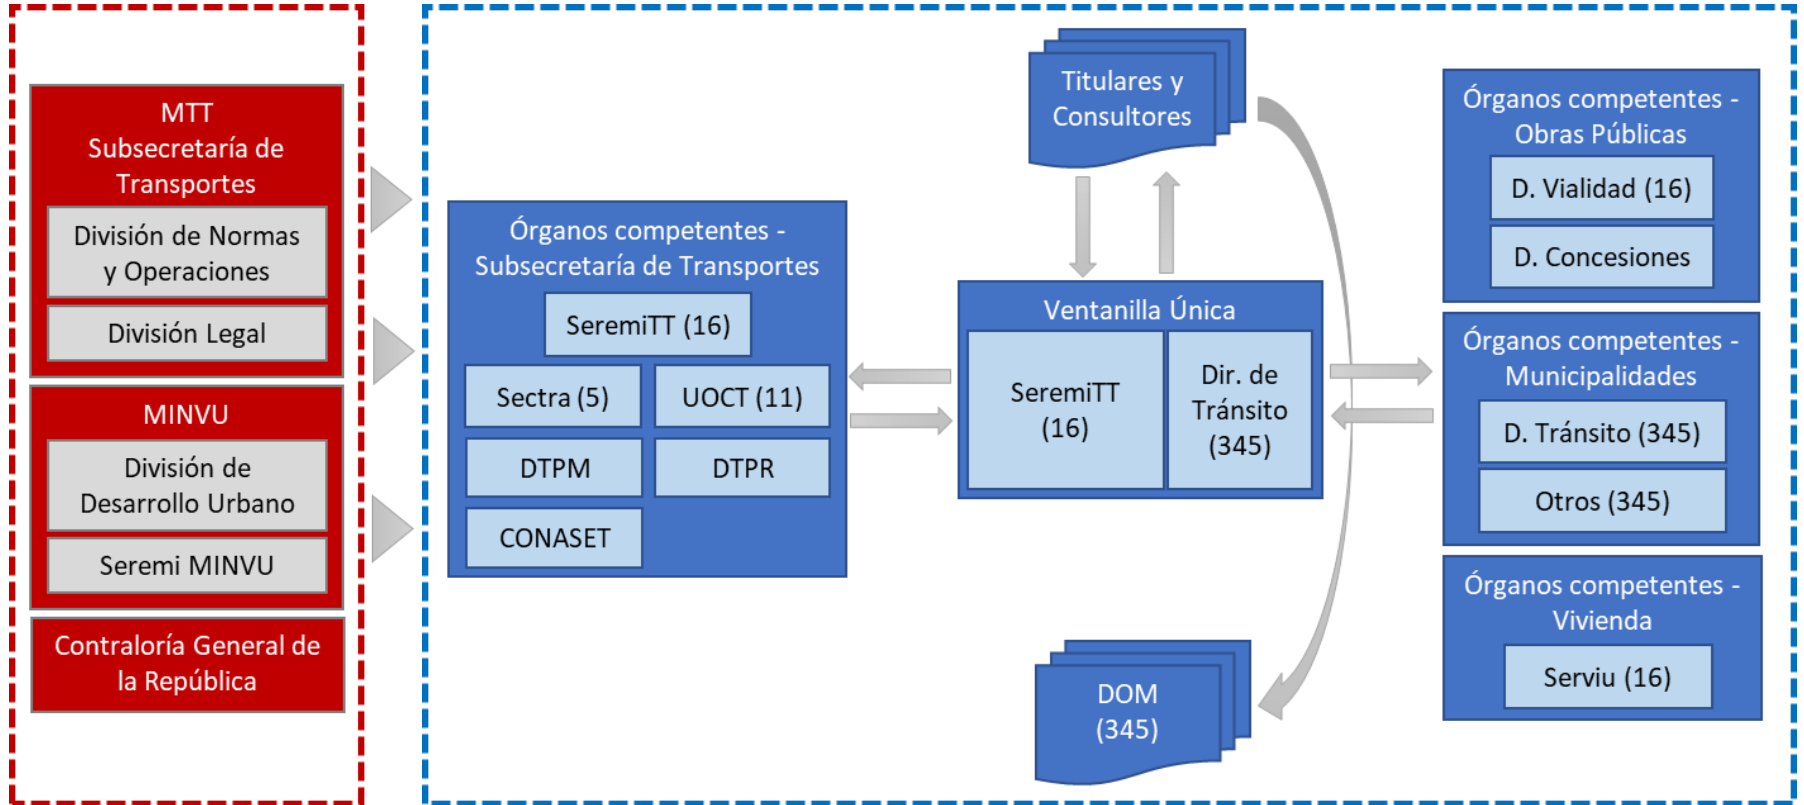 MTT
Subsecretaría de
Transportes
División de Normas
y Operaciones
División Legal
MINVU
División de
Desarrollo Urbano
Seremi MINVU
Contraloría General de
la República
Órganos competentes -
Subsecretaría de Transportes
SeremiTT (16)
Sectra (5)
UOCT (11)
DTPM
DTPR
CONASET
Titulares y
Consultores
Ventanilla Única
SeremiTT
(16)
Dir. de
Tránsito
(345)
DOM
(345)
Órganos competentes -
Obras Públicas
D. Vialidad (16)
D. Concesiones
Órganos competentes -
Municipalidades
D. Tránsito (345)
Otros (345)
Órganos competentes -
Vivienda
Serviu (16)